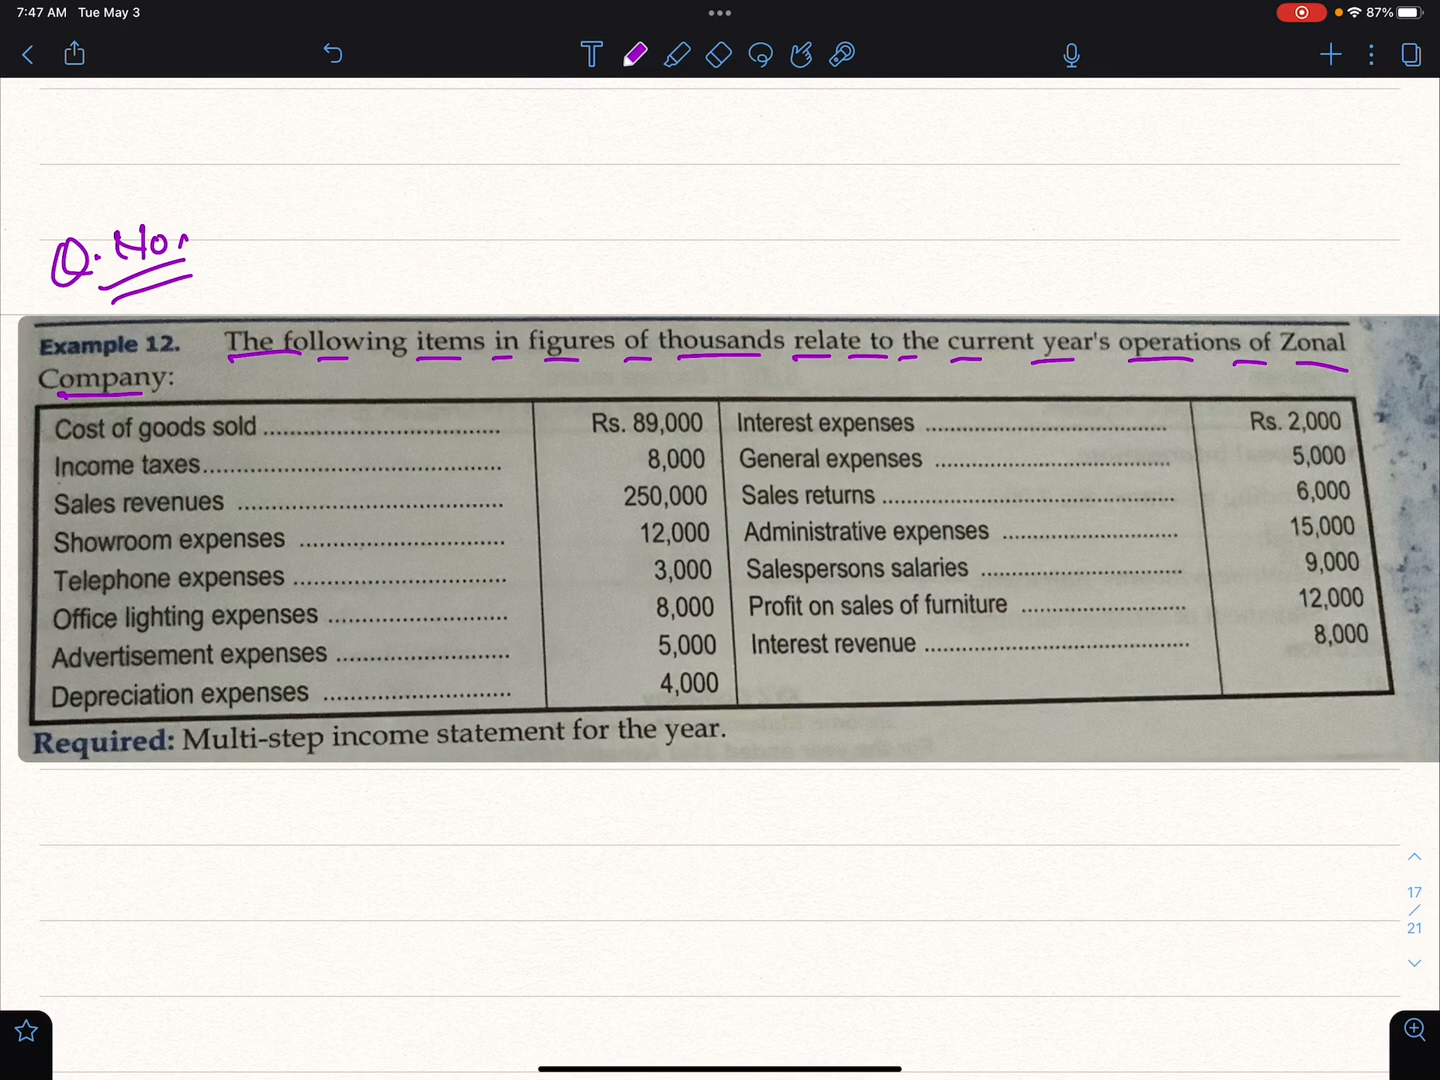 7:47 AM Tue May 3
87%
T
Q. No.
Example 12. The following items in figures of thousands relate to the current year's operations of Zonal
Company:
Cost of goods sold .......... Rs. 89,000 Interest expenses .......... Rs. 2,000
Income taxes .......... 8,000 General expenses .......... 5,000
Sales revenues .......... 250,000 Sales returns .......... 6,000
Showroom expenses .......... 12,000 Administrative expenses .......... 15,000
Telephone expenses .......... 3,000 Salespersons salaries .......... 9,000
Office lighting expenses .......... 8,000 Profit on sales of furniture .......... 12,000
Advertisement expenses .......... 5,000 Interest revenue .......... 8,000
Depreciation expenses .......... 4,000
Required: Multi-step income statement for the year.
17
/
21